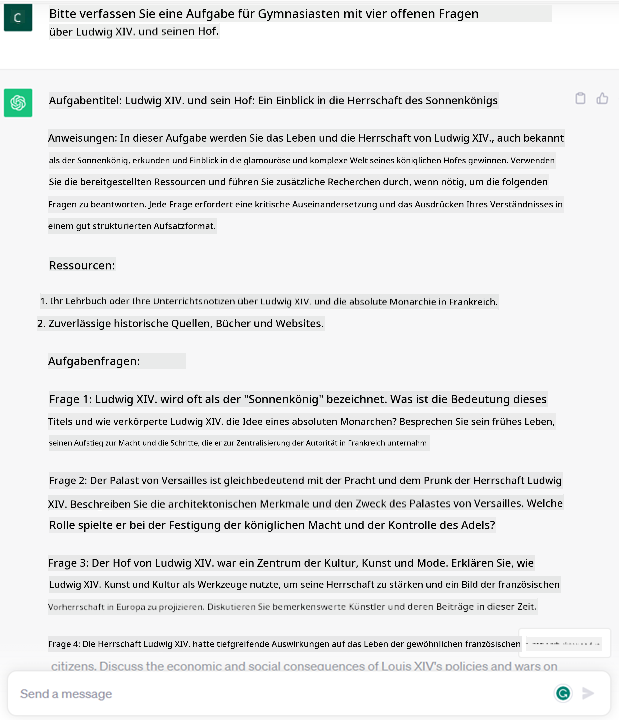 C
Bitte verfassen Sie eine Aufgabe für Gymnasiasten mit vier offenen Fragen
über Ludwig XIV. und seinen Hof.
Aufgabentitel: Ludwig XIV. und sein Hof: Ein Einblick in die Herrschaft des Sonnenkönigs
Anweisungen: In dieser Aufgabe werden Sie das Leben und die Herrschaft von Ludwig XIV., auch bekannt
als der Sonnenkönig, erkunden und Einblick in die glamouröse und komplexe Welt seines königlichen Hofes gewinnen. Verwenden
Sie die bereitgestellten Ressourcen und führen Sie zusätzliche Recherchen durch, wenn nötig, um die folgenden
Fragen zu beantworten. Jede Frage erfordert eine kritische Auseinandersetzung und das Ausdrücken Ihres Verständnisses in
einem gut strukturierten Aufsatzformat.
Ressourcen:
1. Ihr Lehrbuch oder Ihre Unterrichtsnotizen über Ludwig XIV. und die absolute Monarchie in Frankreich.
2. Zuverlässige historische Quellen, Bücher und Websites.
Aufgabenfragen:
Frage 1: Ludwig XIV. wird oft als der "Sonnenkönig" bezeichnet. Was ist die Bedeutung dieses
Titels und wie verkörperte Ludwig XIV. die Idee eines absoluten Monarchen? Besprechen Sie sein frühes Leben,
seinen Aufstieg zur Macht und die Schritte, die er zur Zentralisierung der Autorität in Frankreich unternahm.
Frage 2: Der Palast von Versailles ist gleichbedeutend mit der Pracht und dem Prunk der Herrschaft Ludwig
XIV. Beschreiben Sie die architektonischen Merkmale und den Zweck des Palastes von Versailles. Welche
Rolle spielte er bei der Festigung der königlichen Macht und der Kontrolle des Adels?
Frage 3: Der Hof von Ludwig XIV. war ein Zentrum der Kultur, Kunst und Mode. Erklären Sie, wie
Ludwig XIV. Kunst und Kultur als Werkzeuge nutzte, um seine Herrschaft zu stärken und ein Bild der französischen
Vorherrschaft in Europa zu projizieren. Diskutieren Sie bemerkenswerte Künstler und deren Beiträge in dieser Zeit.
Frage 4: Die Herrschaft Ludwig XIV. hatte tiefgreifende Auswirkungen auf das Leben der gewöhnlichen französischen
citizens. Discuss the economic and social consequences of Louis XIV's policies and wars on
Send a message